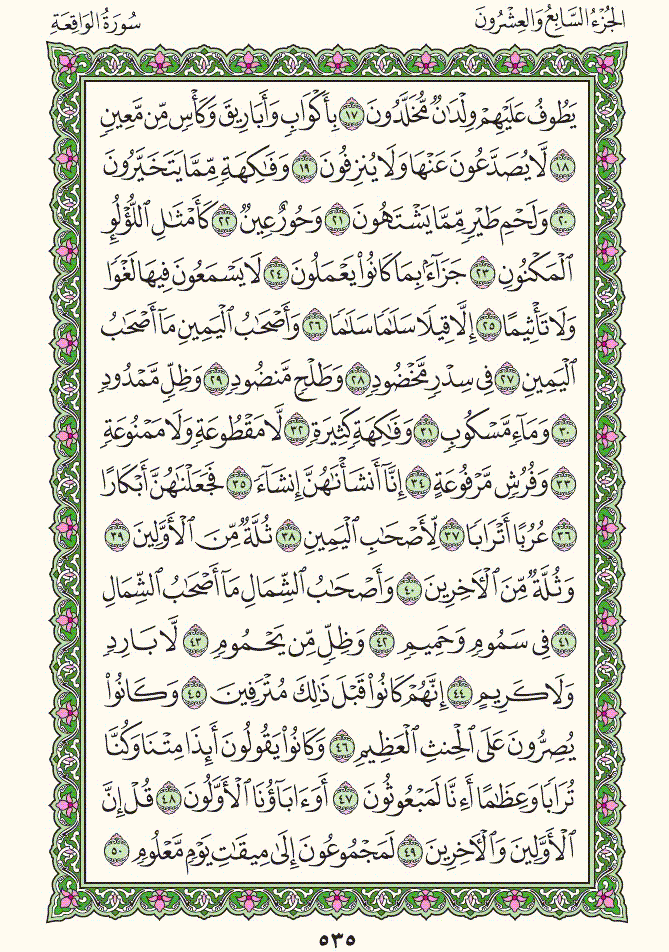 الجُزْءُ السَّابِعُ وَالعِشْرُونَ
سُورَةُ الوَاقِعَةِ
يَطُوفُ عَلَيْهِمْ وِلْدَٰنٌ مُّخَلَّدُونَ ١٧ بِأَكْوَابٍ وَأَبَارِيقَ وَكَأْسٍ مِّن مَّعِينٍ
١٨ لَّا يُصَدَّعُونَ عَنْهَا وَلَا يُنزِفُونَ ١٩ وَفَٰكِهَةٍ مِّمَّا يَتَخَيَّرُونَ
٢٠ وَلَحْمِ طَيْرٍ مِّمَّا يَشْتَهُونَ ٢١ وَحُورٌ عِينٌ ٢٢ كَأَمْثَٰلِ ٱللُّؤْلُؤِ
ٱلْمَكْنُونِ ٢٣ جَزَآءًۢ بِمَا كَانُوا۟ يَعْمَلُونَ ٢٤ لَا يَسْمَعُونَ فِيهَا لَغْوًا
وَلَا تَأْثِيمًا ٢٥ إِلَّا قِيلًا سَلَٰمًا سَلَٰمًا ٢٦ وَأَصْحَٰبُ ٱلْيَمِينِ مَآ أَصْحَٰبُ
ٱلْيَمِينِ ٢٧ فِى سِدْرٍ مَّخْضُودٍ ٢٨ وَطَلْحٍ مَّنضُودٍ ٢٩ وَظِلٍّ مَّمْدُودٍ
٣٠ وَمَآءٍ مَّسْكُوبٍ ٣١ وَفَٰكِهَةٍ كَثِيرَةٍ ٣٢ لَّا مَقْطُوعَةٍ وَلَا مَمْنُوعَةٍ
٣٣ وَفُرُشٍ مَّرْفُوعَةٍ ٣٤ إِنَّآ أَنشَأْنَٰهُنَّ إِنشَآءً ٣٥ فَجَعَلْنَٰهُنَّ أَبْكَارًا
٣٦ عُرُبًا أَتْرَابًا ٣٧ لِّأَصْحَٰبِ ٱلْيَمِينِ ٣٨ ثُلَّةٌ مِّنَ ٱلْأَوَّلِينَ ٣٩
وَثُلَّةٌ مِّنَ ٱلْءَاخِرِينَ ٤٠ وَأَصْحَٰبُ ٱلشِّمَالِ مَآ أَصْحَٰبُ ٱلشِّمَالِ
٤١ فِى سَمُومٍ وَحَمِيمٍ ٤٢ وَظِلٍّ مِّن يَحْمُومٍ ٤٣ لَّا بَارِدٍ
وَلَا كَرِيمٍ ٤٤ إِنَّهُمْ كَانُوا۟ قَبْلَ ذَٰلِكَ مُتْرَفِينَ ٤٥ وَكَانُوا۟
يُصِرُّونَ عَلَى ٱلْحِنثِ ٱلْعَظِيمِ ٤٦ وَكَانُوا۟ يَقُولُونَ أَئِذَا مِتْنَا وَكُنَّا
تُرَابًا وَعِظَٰمًا أَءِنَّا لَمَبْعُوثُونَ ٤٧ أَوَءَابَآؤُنَا ٱلْأَوَّلُونَ ٤٨ قُلْ إِنَّ
ٱلْأَوَّلِينَ وَٱلْءَاخِرِينَ ٤٩ لَمَجْمُوعُونَ إِلَىٰ مِيقَٰتِ يَوْمٍ مَّعْلُومٍ ٥٠
٥٣٥